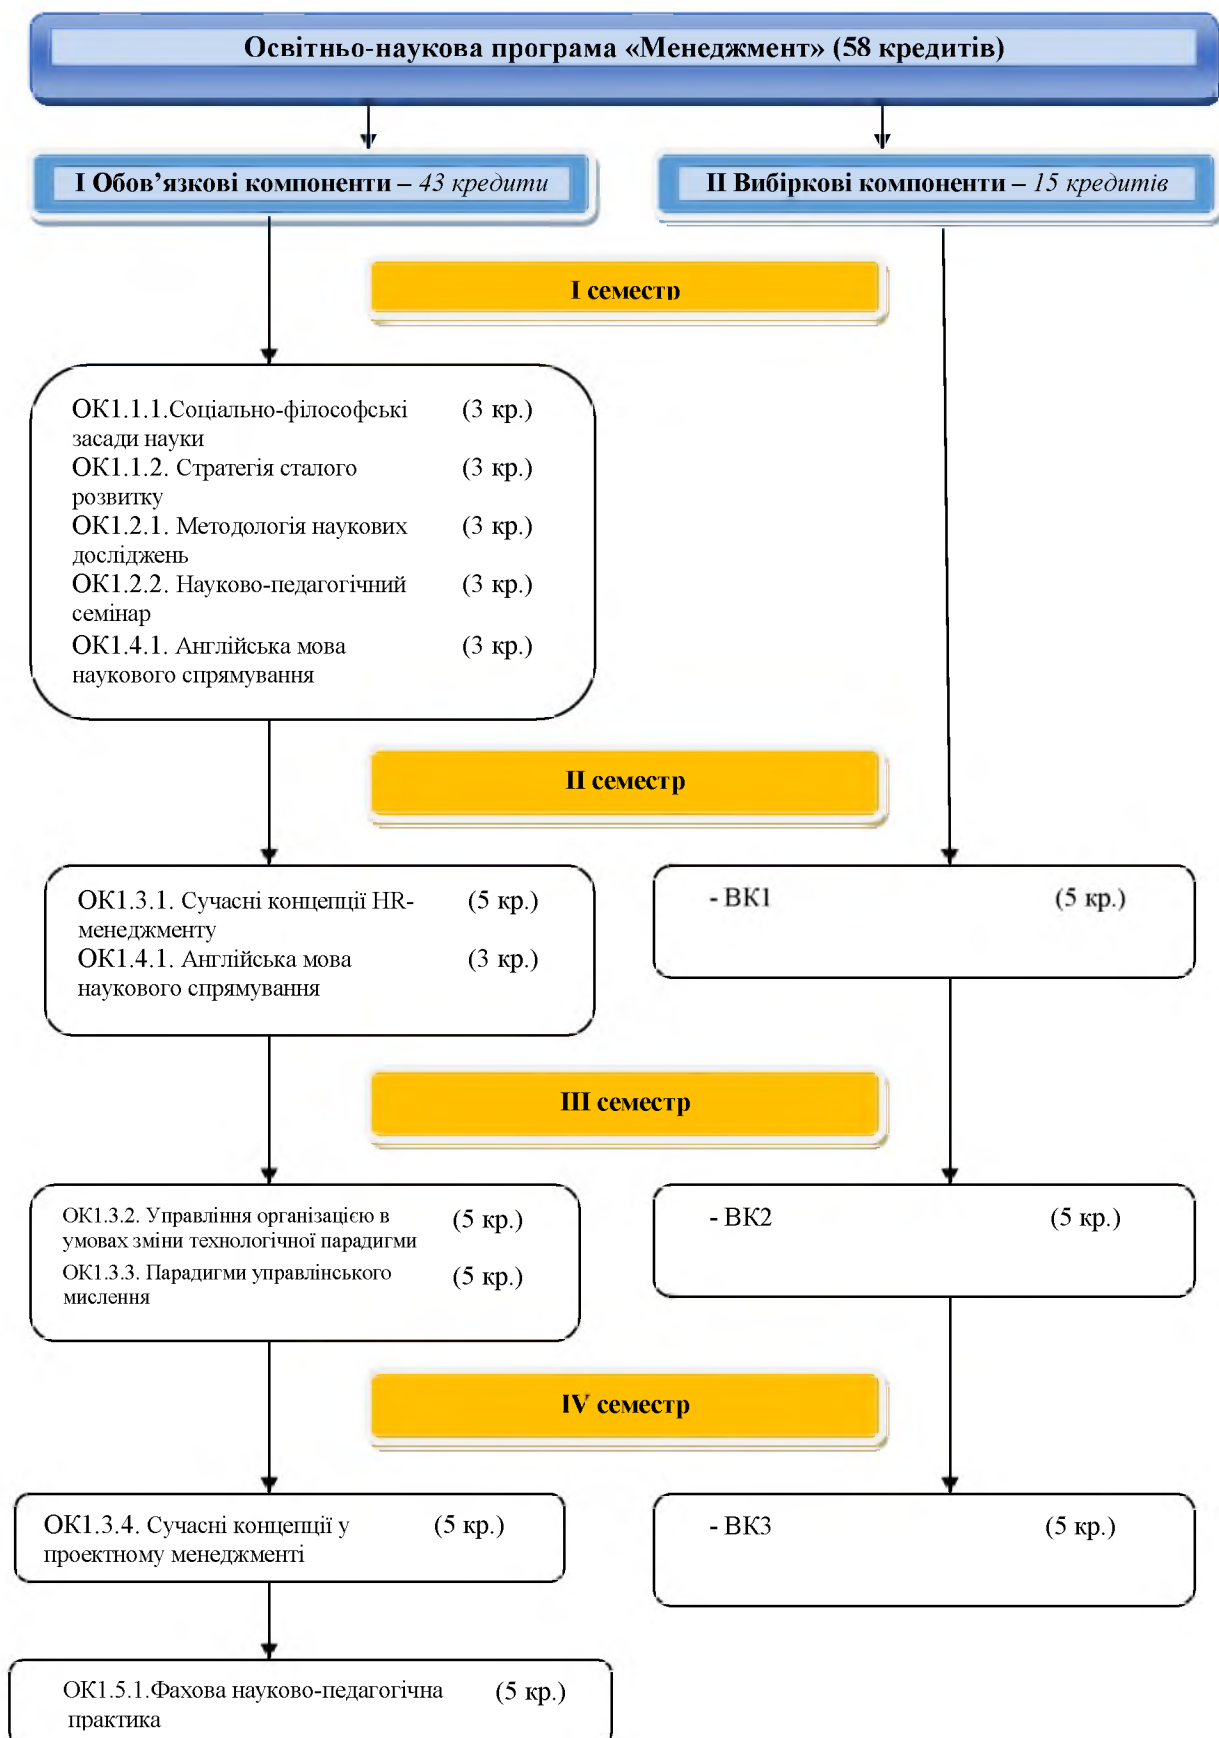 Освітньо-наукова програма «Менеджмент» (58 кредитів)
I Обов’язкові компоненти – 43 кредити
II Вибіркові компоненти – 15 кредитів
I семестр
ОК1.1.1.Соціально-філософські (3 кр.)
засади науки
ОК1.1.2. Стратегія сталого (3 кр.)
розвитку
ОК1.2.1. Методологія наукових (3 кр.)
досліджень
ОК1.2.2. Науково-педагогічний (3 кр.)
семінар
ОК1.4.1. Англійська мова (3 кр.)
наукового спрямування
II семестр
ОК1.3.1. Сучасні концепції HR- (5 кр.)
менеджменту
ОК1.4.1. Англійська мова (3 кр.)
наукового спрямування
- ВК1 (5 кр.)
III семестр
ОК1.3.2. Управління організацією в (5 кр.)
умовах зміни технологічної парадигми
ОК1.3.3. Парадигми управлінського (5 кр.)
мислення
- ВК2 (5 кр.)
IV семестр
ОК1.3.4. Сучасні концепції у (5 кр.)
проектному менеджменті
- ВК3 (5 кр.)
ОК1.5.1.Фахова науково-педагогічна (5 кр.)
практика